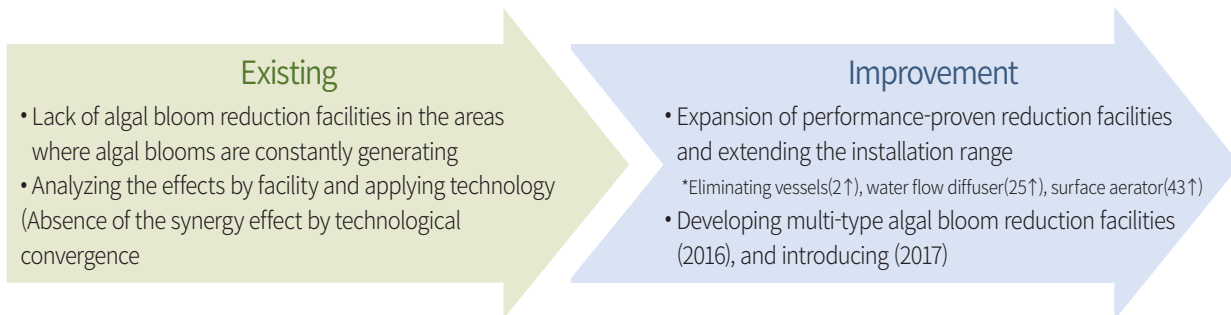 Existing
• Lack of algal bloom reduction facilities in the areas
where algal blooms are constantly generating
• Analyzing the effects by facility and applying technology
(Absence of the synergy effect by technological
convergence
Improvement
• Expansion of performance-proven reduction facilities
and extending the installation range
*Eliminating vessels(2↑), water flow diffuser(25↑), surface aerator(43↑)
• Developing multi-type algal bloom reduction facilities
(2016), and introducing (2017)